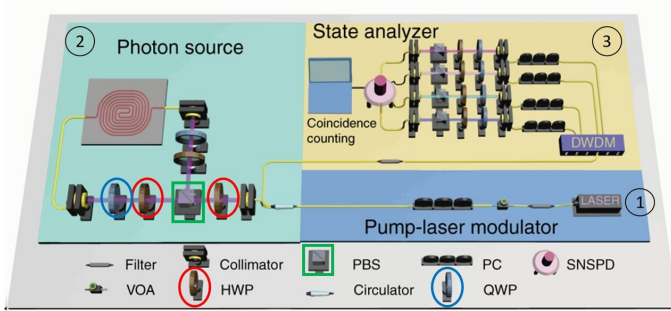 2
Photon source
State analyzer
3
Coincidence
counting
DWDM
LASER
1
Pump-laser modulator
Filter
Collimator
PBS
PC
SNSPD
VOA
HWP
Circulator
QWP